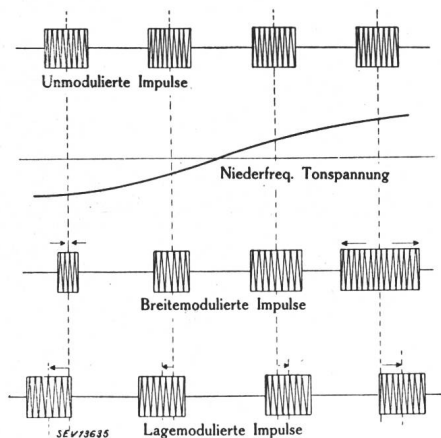 Unmodulierte Impulse
Niederfreq. Tonspannung
Breitemodulierte Impulse
SEV13635
Lagemodulierte Impulse